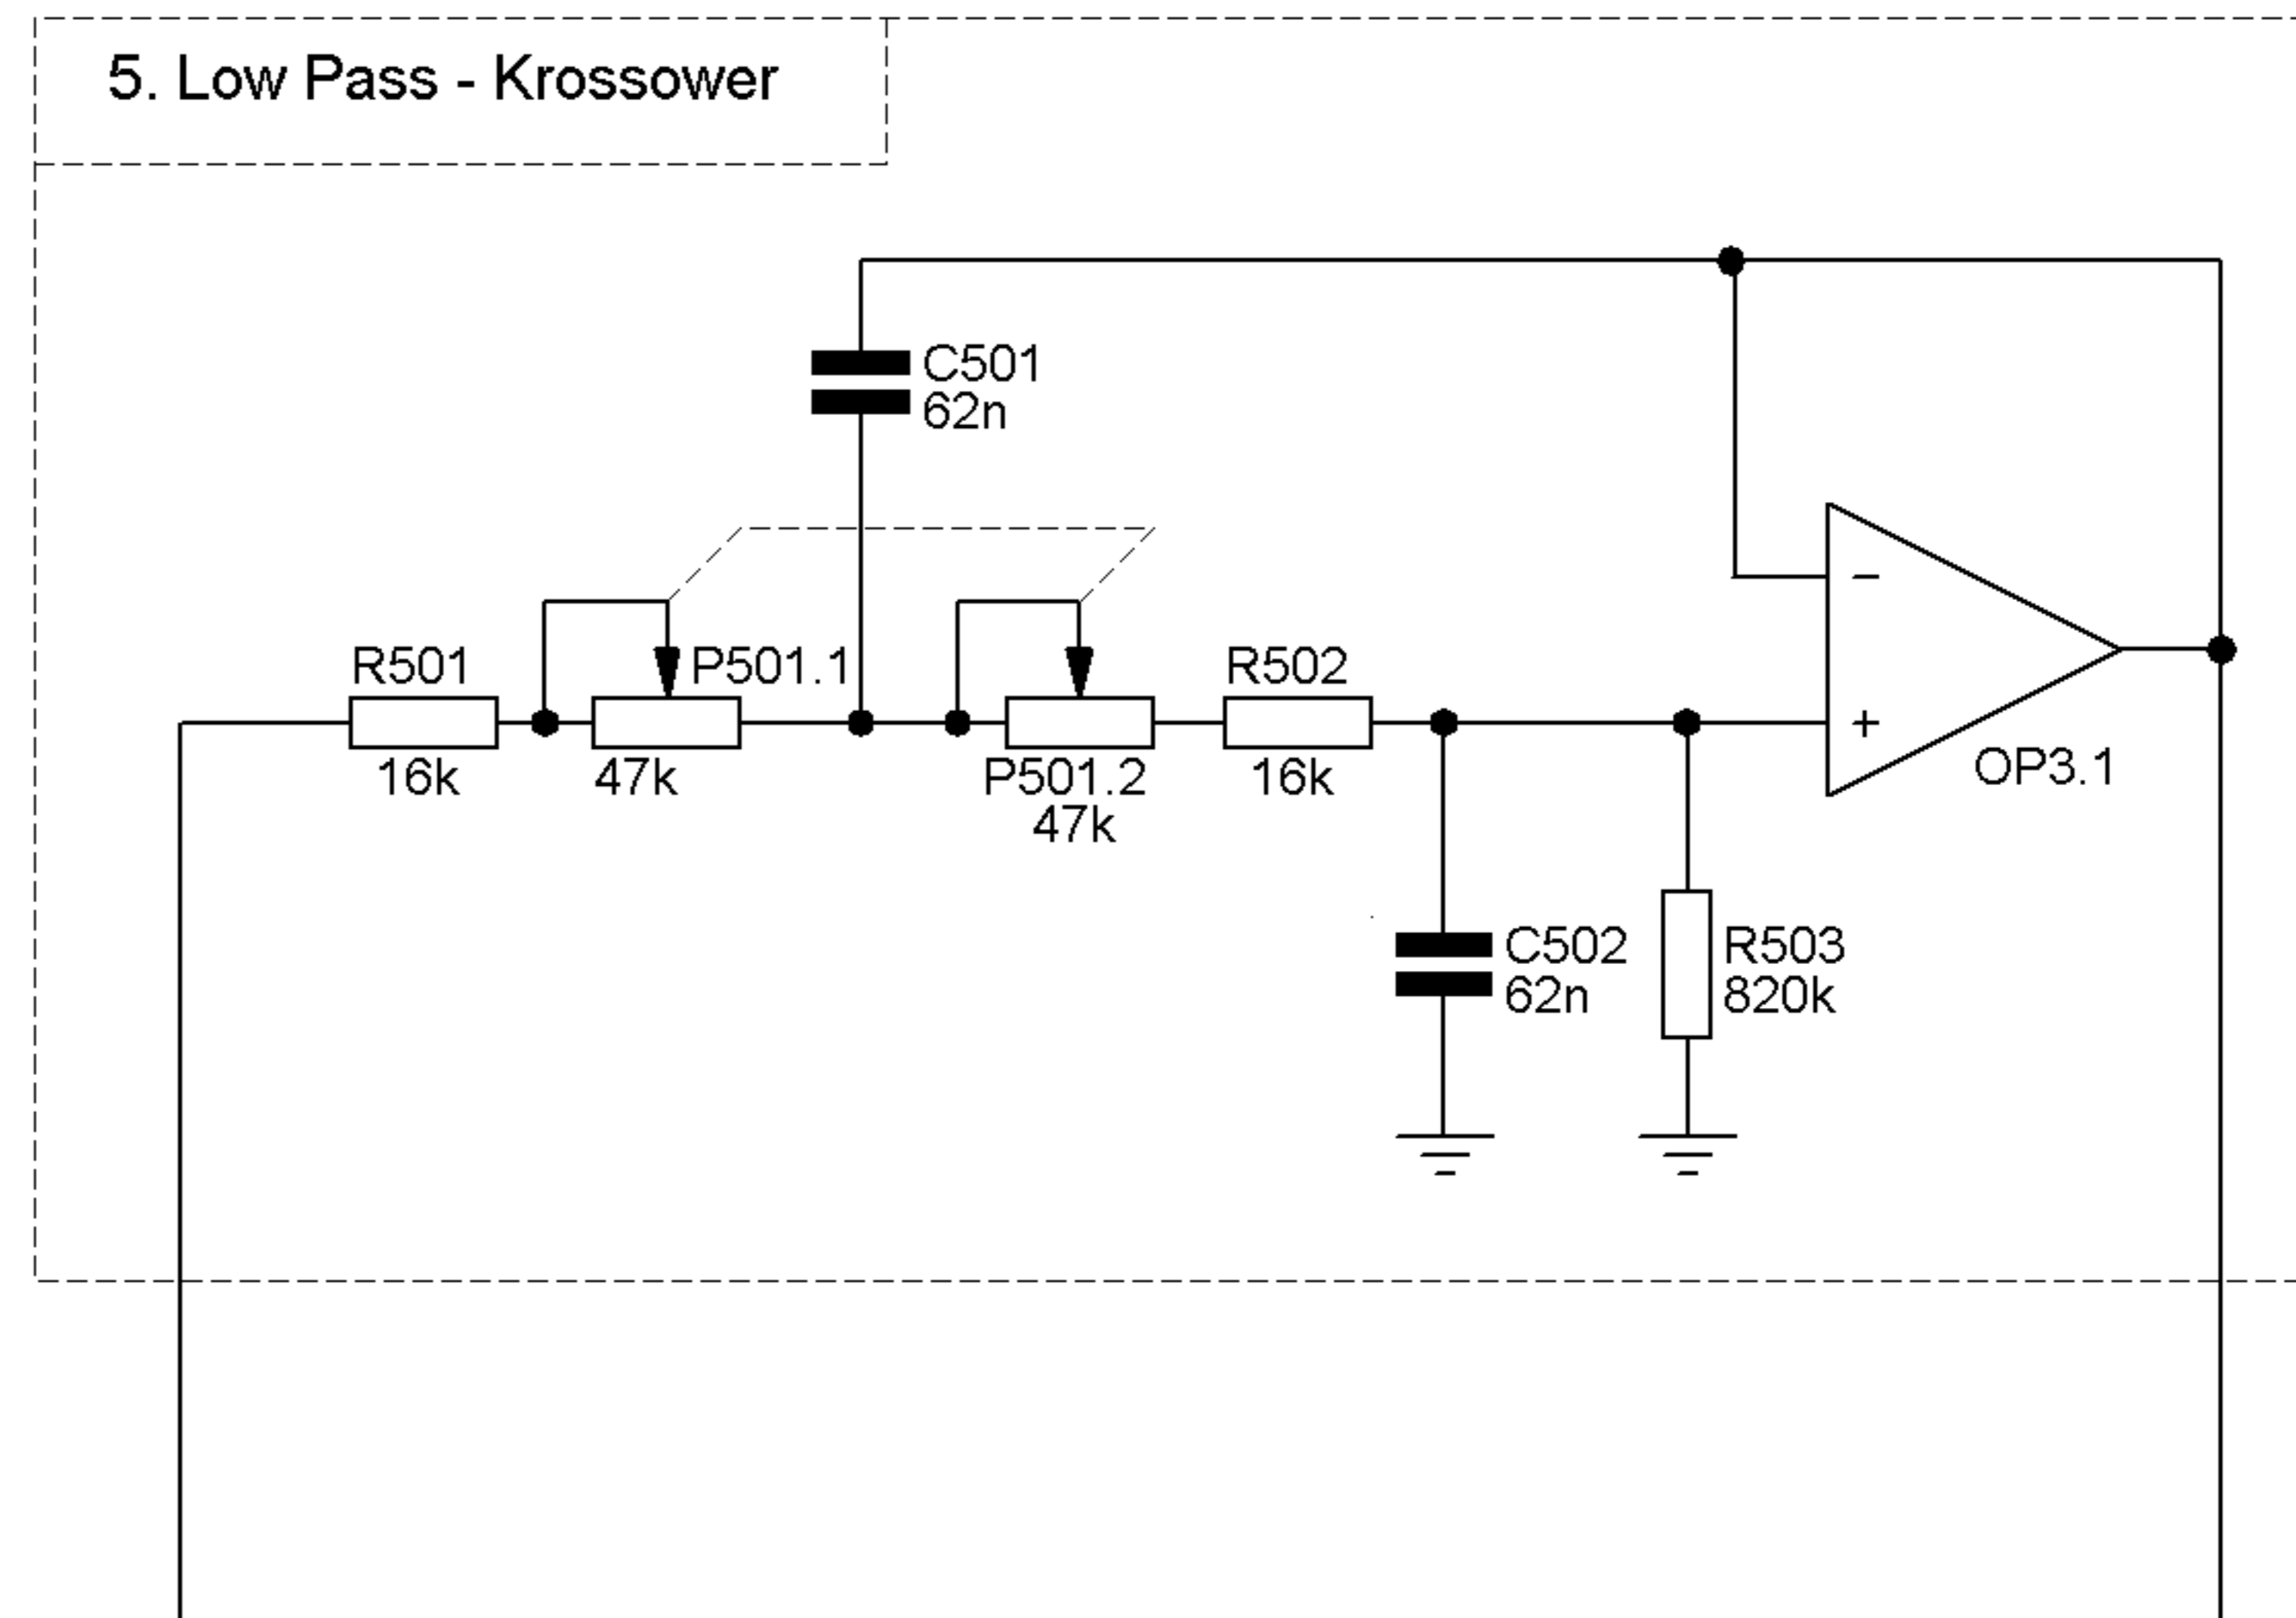 5. Low Pass - Krossower
C501
62n
R501
16k
P501.1
47k
P501.2
47k
R502
16k
-
+
OP3.1
C502
62n
R503
820k